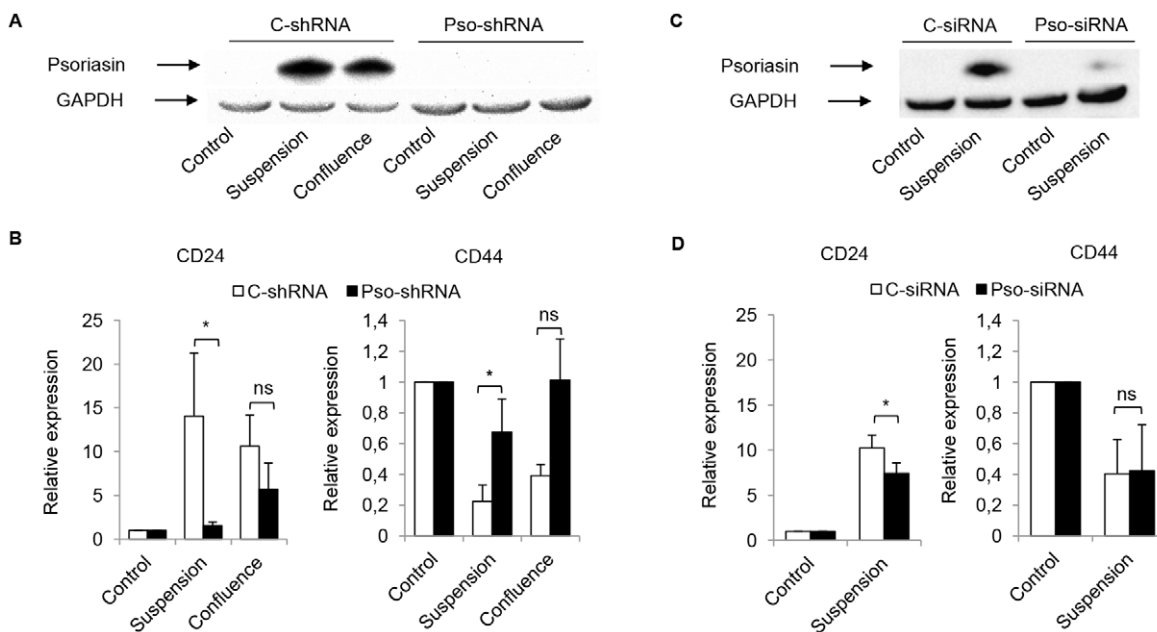 A
C-shRNA Pso-shRNA
Psoriasin
GAPDH
Control
Suspension
Confluence
Control
Suspension
Confluence
C
C-siRNA Pso-siRNA
Psoriasin
GAPDH
Control
Suspension
Control
Suspension
B
CD24 CD44
C-shRNA Pso-shRNA
Relative expression
25
20
15
10
5
0
*
ns
Control
Suspension
Confluence
Relative expression
1,4
1,2
1
0,8
0,6
0,4
0,2
0
*
ns
Control
Suspension
Confluence
D
CD24 CD44
C-siRNA Pso-siRNA
Relative expression
25
20
15
10
5
0
*
Control
Suspension
Relative expression
1,4
1,2
1
0,8
0,6
0,4
0,2
0
ns
Control
Suspension